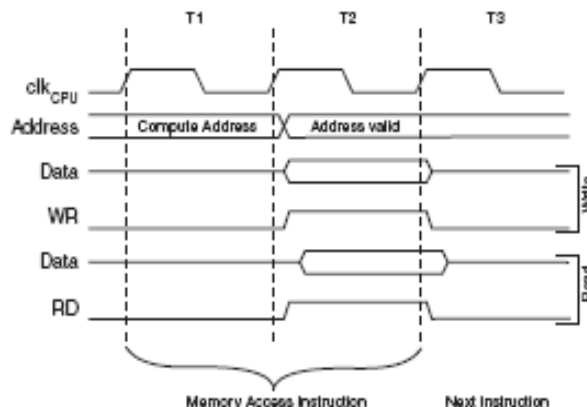 T1 T2 T3
clkCPU
Address Compute Address Address valid
Data
WR
Write
Data
RD
Read
Memory Access Instruction Next Instruction